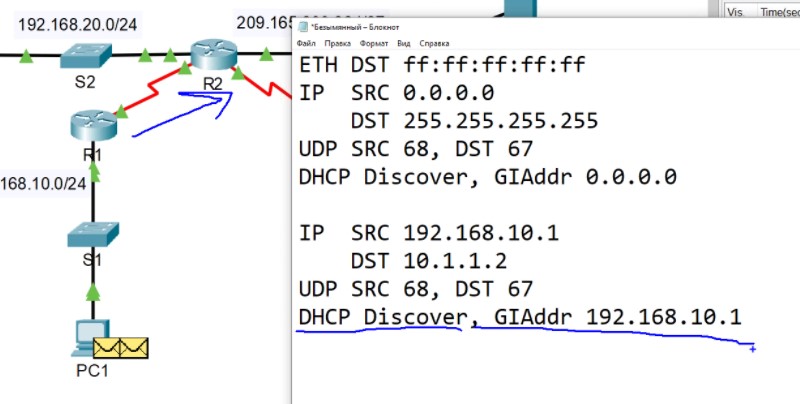 Vis. Time(sec
192.168.20.0/24
209.165
S2
R2
R1
168.10.0/24
S1
PC1
*Безымянный – Блокнот
Файл Правка Формат Вид Справка
ETH DST ff:ff:ff:ff:ff
IP SRC 0.0.0.0
DST 255.255.255.255
UDP SRC 68, DST 67
DHCP Discover, GIAddr 0.0.0.0
IP SRC 192.168.10.1
DST 10.1.1.2
UDP SRC 68, DST 67
DHCP Discover, GIAddr 192.168.10.1